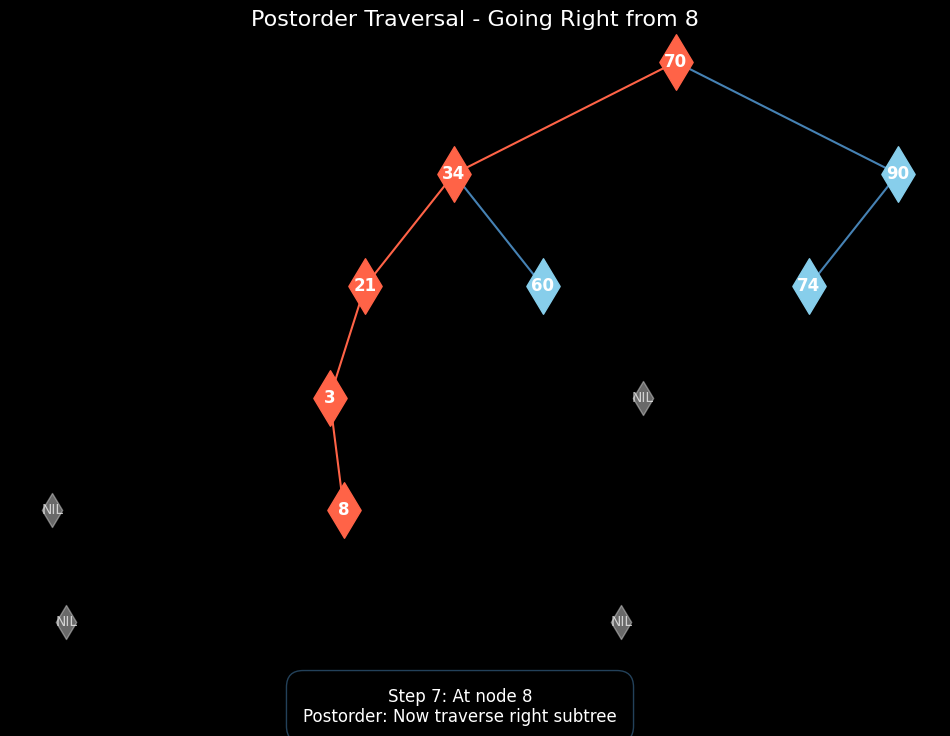 Postorder Traversal - Going Right from 8
70
34
90
21
60
74
3
NIL
NIL
8
NIL
NIL
Step 7: At node 8
Postorder: Now traverse right subtree